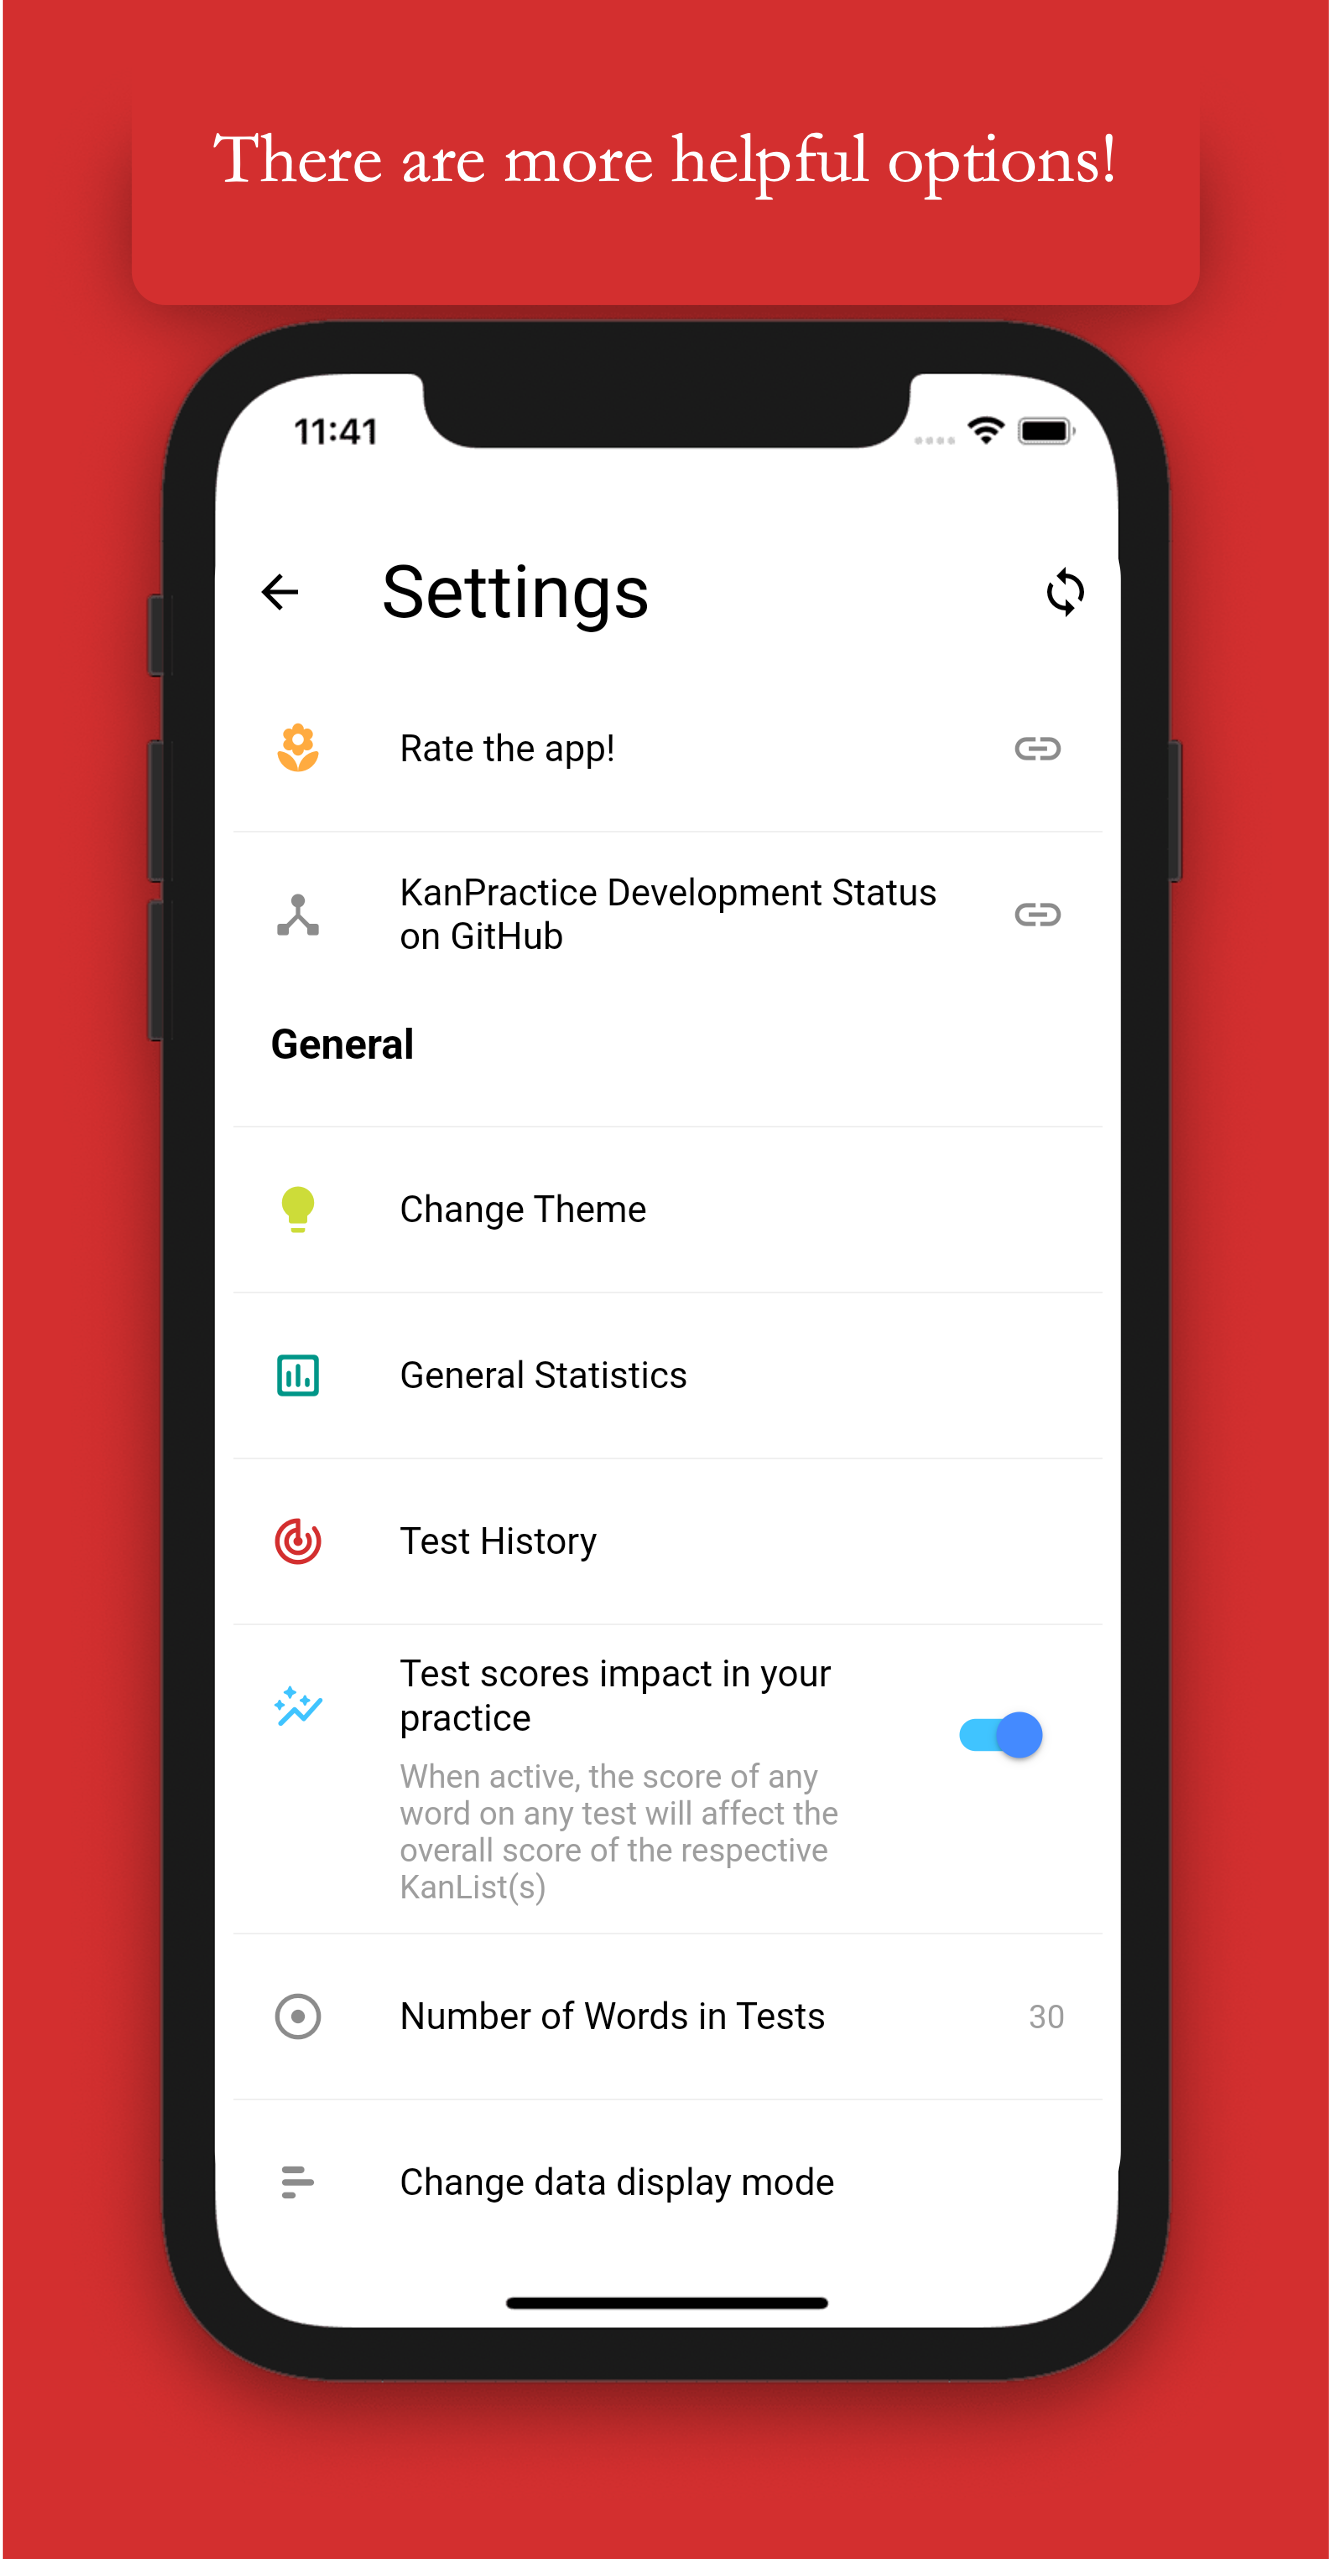 There are more helpful options!
11:41
Settings
Rate the app!
KanPractice Development Status
on GitHub
General
Change Theme
General Statistics
Test History
Test scores impact in your
practice
When active, the score of any
word on any test will affect the
overall score of the respective
KanList(s)
Number of Words in Tests
30
Change data display mode